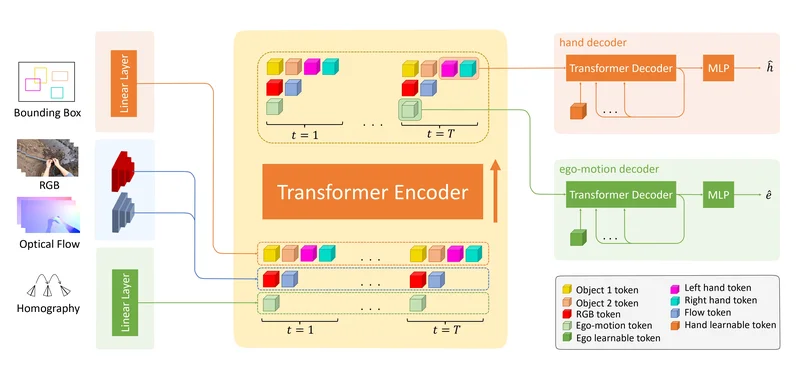 Bounding Box
RGB
Optical Flow
Homography
Linear Layer
Linear Layer
t = 1
. . .
t = T
Transformer Encoder
. . .
. . .
. . .
t = 1
t = T
hand decoder
Transformer Decoder
MLP
ĥ
. . .
ego-motion decoder
Transformer Decoder
MLP
ê
. . .
Object 1 token
Object 2 token
RGB token
Ego-motion token
Ego learnable token
Left hand token
Right hand token
Flow token
Hand learnable token